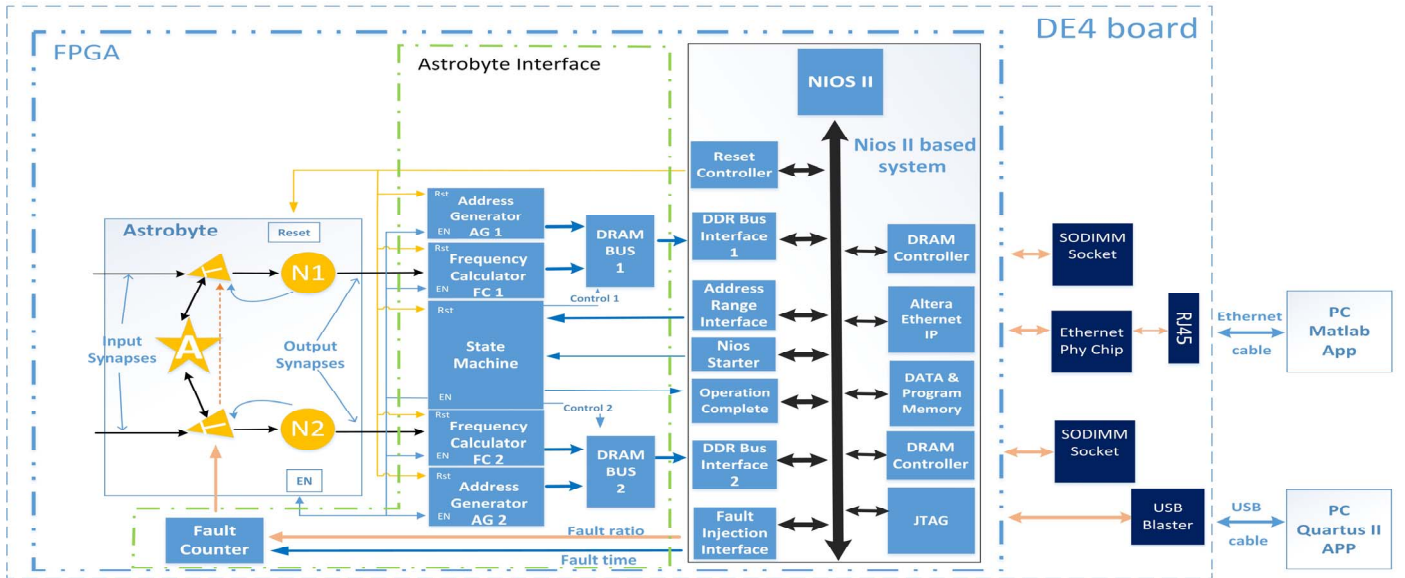 DE4 board
FPGA
Astrobyte Interface
NIOS II
Nios II based
system
Reset
Controller
Rst
Address
Generator
AG 1
EN
DDR Bus
Interface
1
DRAM
BUS
1
DRAM
Controller
SODIMM
Socket
Astrobyte
Reset
Rst
Frequency
Calculator
FC 1
EN
T
N1
Control 1
Address
Range
Interface
Altera
Ethernet
IP
Ethernet
Phy Chip
RJ45
Ethernet
cable
PC
Matlab
App
Input
Synapses
A
Output
Synapses
Rst
State
Machine
EN
Nios
Starter
Operation
Complete
DATA &
Program
Memory
Control 2
T
N2
Rst
Frequency
Calculator
FC 2
EN
DRAM
BUS
2
DDR Bus
Interface
2
DRAM
Controller
SODIMM
Socket
EN
Rst
Address
Generator
AG 2
EN
Fault
Counter
Fault ratio
Fault time
Fault
Injection
Interface
JTAG
USB
Blaster
USB
cable
PC
Quartus II
APP